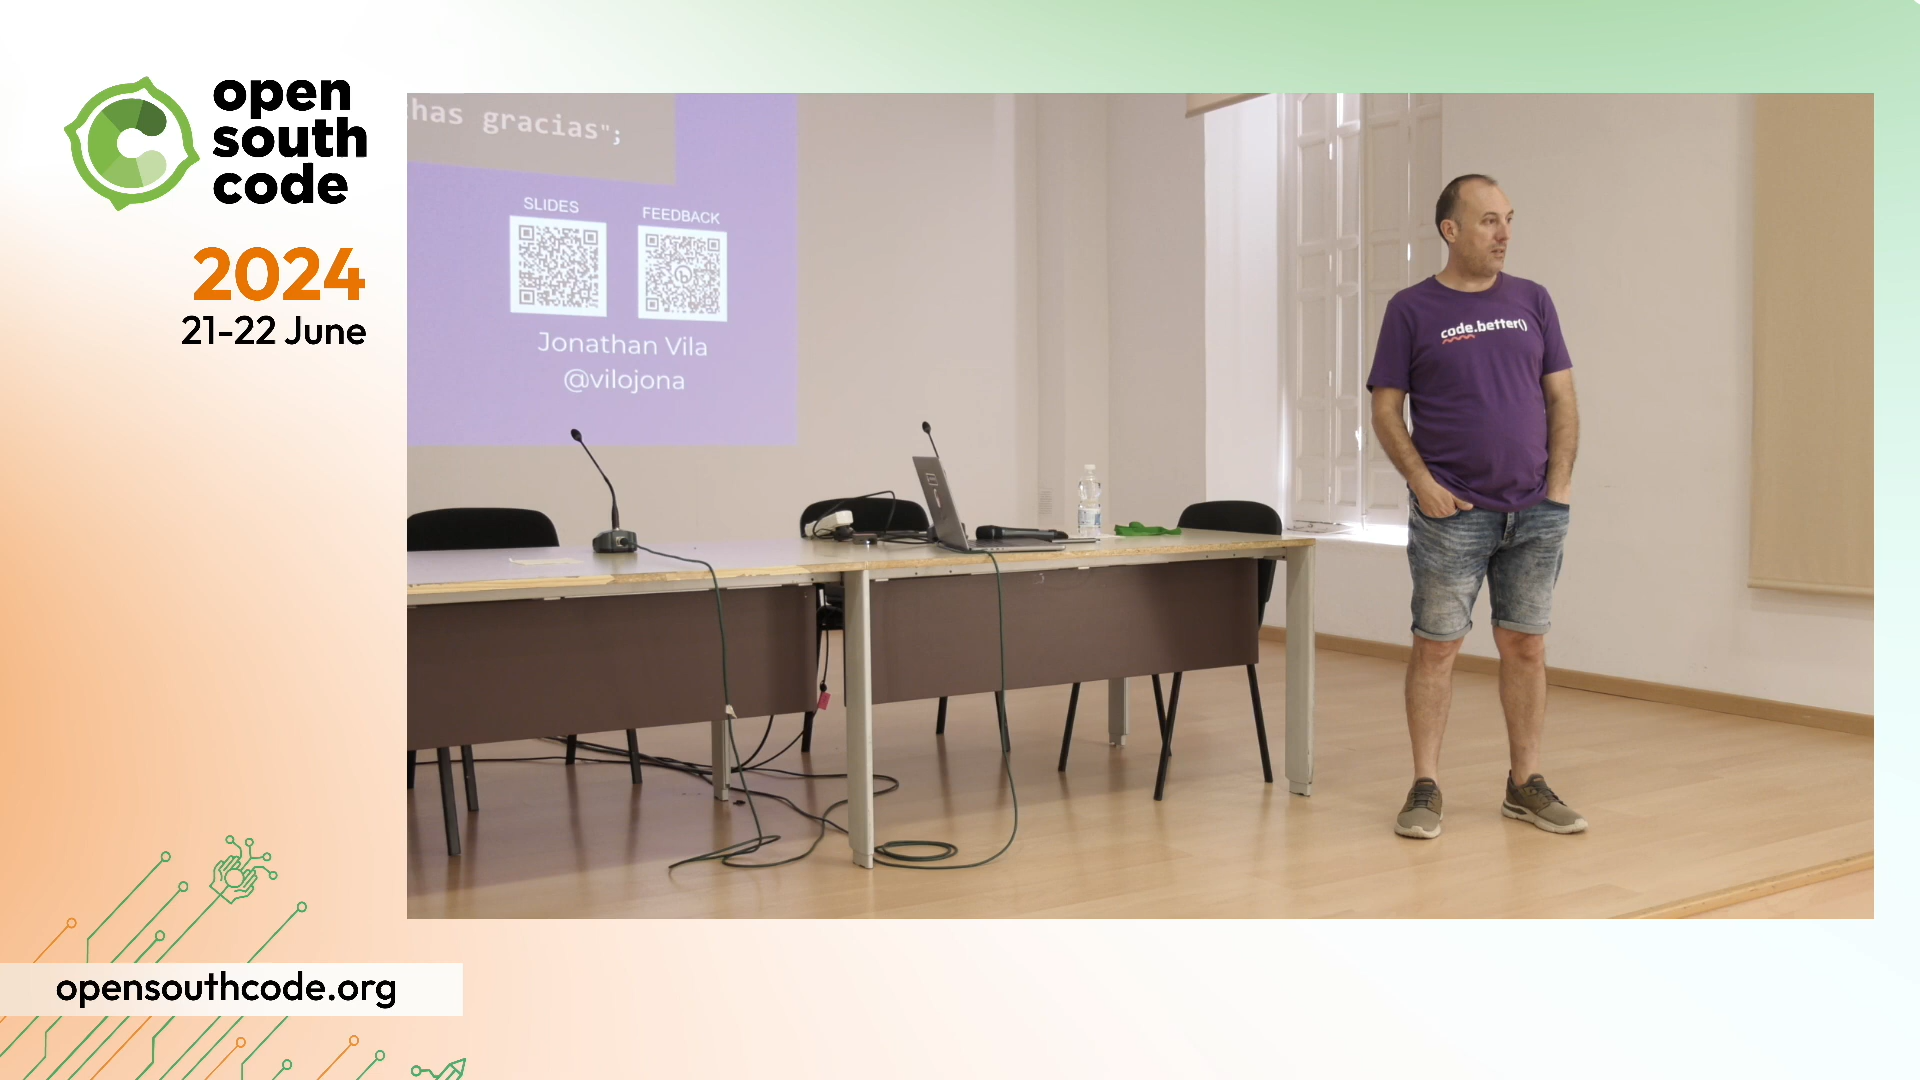 open
south
code
2024
21-22 June
has gracias";
SLIDES
FEEDBACK
Jonathan Vila
@vilojona
code.better()
opensouthcode.org